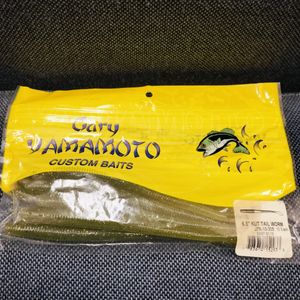 Gary
YAMAMOTO
CUSTOM BAITS
6.5" KUT TAIL WORM